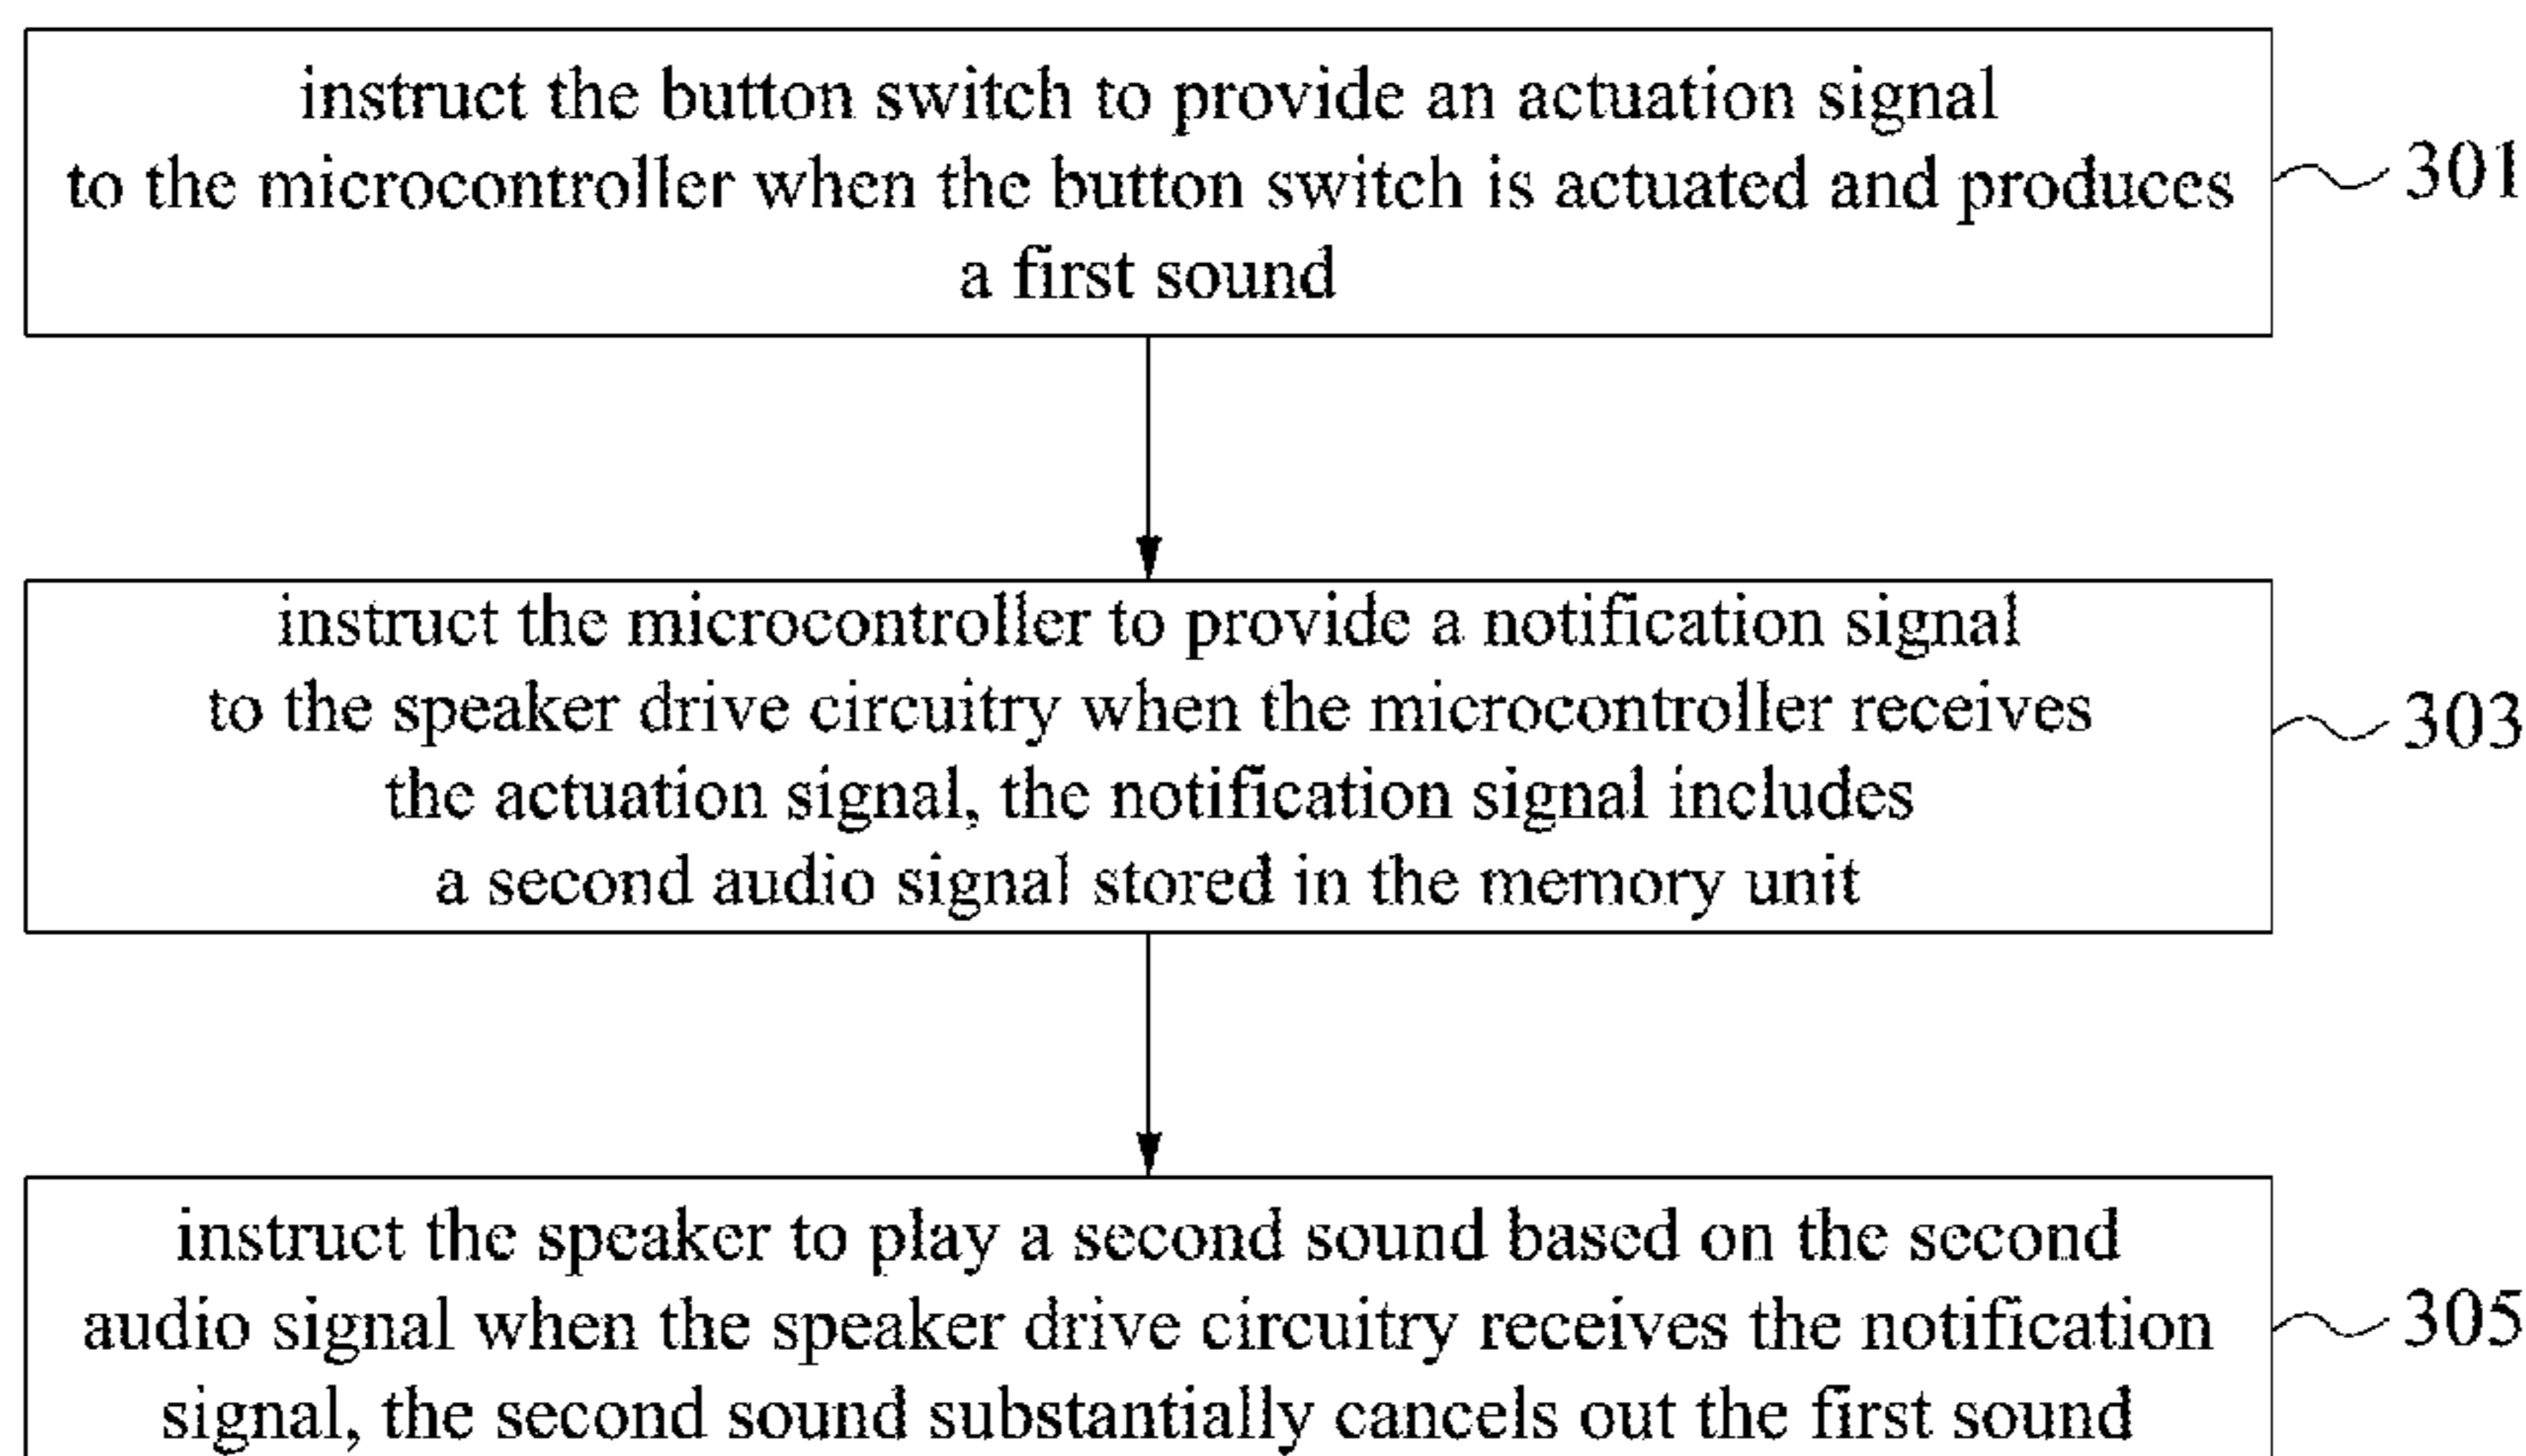 instruct the button switch to provide an actuation signal
to the microcontroller when the button switch is actuated and produces
a first sound
301
instruct the microcontroller to provide a notification signal
to the speaker drive circuitry when the microcontroller receives
the actuation signal, the notification signal includes
a second audio signal stored in the memory unit
303
instruct the speaker to play a second sound based on the second
audio signal when the speaker drive circuitry receives the notification
signal, the second sound substantially cancels out the first sound
305